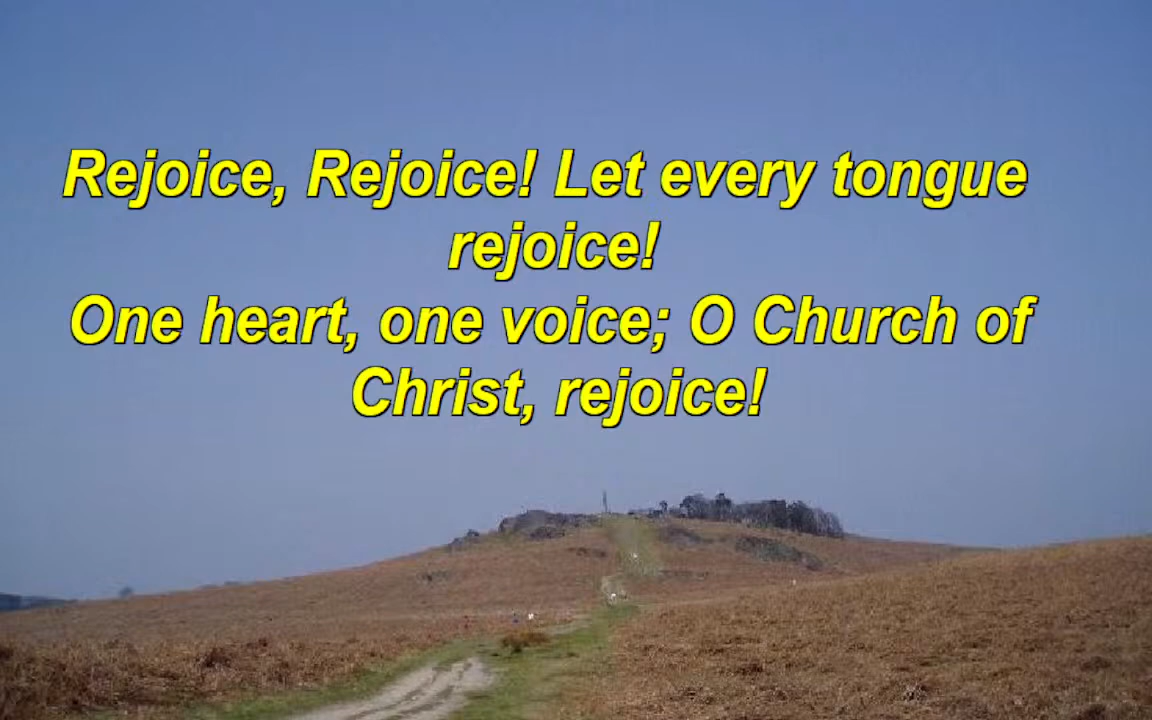 Rejoice, Rejoice! Let every tongue
rejoice!
One heart, one voice; O Church of
Christ, rejoice!